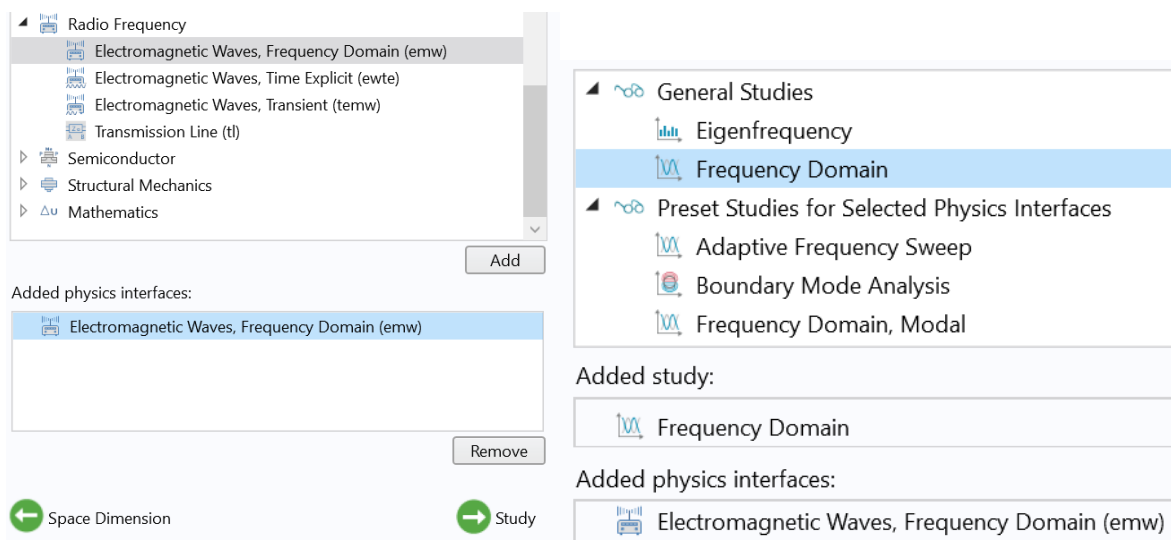 Radio Frequency
Electromagnetic Waves, Frequency Domain (emw)
Electromagnetic Waves, Time Explicit (ewte)
Electromagnetic Waves, Transient (temw)
Transmission Line (tl)
Semiconductor
Structural Mechanics
Δu Mathematics
Add
Added physics interfaces:
Electromagnetic Waves, Frequency Domain (emw)
Remove
Space Dimension
Study
General Studies
Eigenfrequency
Frequency Domain
Preset Studies for Selected Physics Interfaces
Adaptive Frequency Sweep
Boundary Mode Analysis
Frequency Domain, Modal
Added study:
Frequency Domain
Added physics interfaces:
Electromagnetic Waves, Frequency Domain (emw)